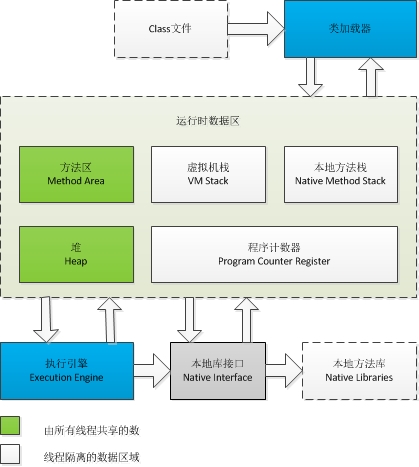 Class文件
类加载器
运行时数据区
方法区
Method Area
虚拟机栈
VM Stack
本地方法栈
Native Method Stack
堆
Heap
程序计数器
Program Counter Register
执行引擎
Execution Engine
本地库接口
Native Interface
本地方法库
Native Libraries
由所有线程共享的数
线程隔离的数据区域